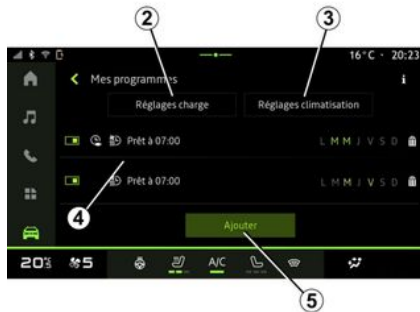 2
3
16°C · 20:23
Mes programmes
i
Réglages charge
Réglages climatisation
Prêt à 07:00
L M M J V S D
Prêt à 07:00
L M M J V S D
4
Ajouter
20°5
5
A/C
5